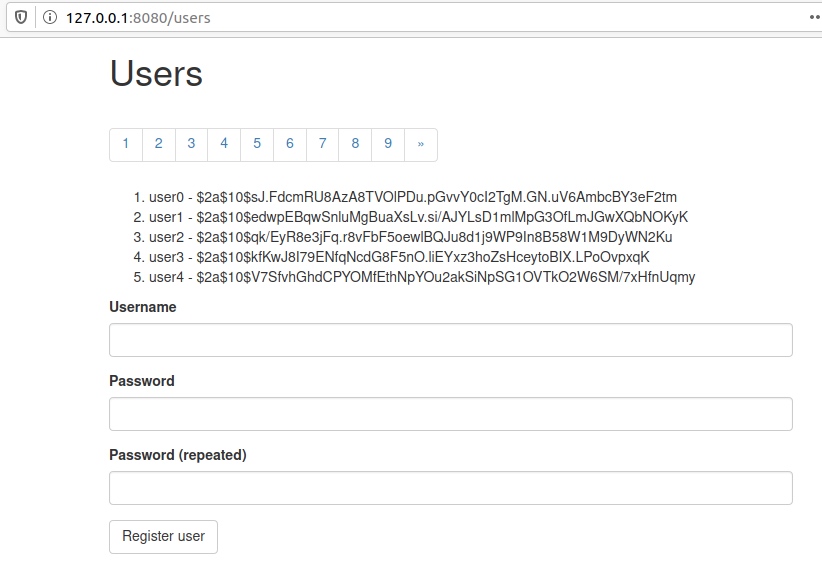 127.0.0.1:8080/users
Users
1 2 3 4 5 6 7 8 9 »
1. user0 - $2a$10$sJ.FdcmRU8AzA8TVOlPDu.pGvvY0cI2TgM.GN.uV6AmbcBY3eF2tm
2. user1 - $2a$10$edwpEBqwSnluMgBuaXsLv.si/AJYLsD1mlMpG3OfLmJGwXQbNOKyK
3. user2 - $2a$10$qk/EyR8e3jFq.r8vFbF5oewlBQJu8d1j9WP9In8B58W1M9DyWN2Ku
4. user3 - $2a$10$kfKwJ8I79ENfqNcdG8F5nO.liEYxz3hoZsHceytoBIX.LPoOvpxqK
5. user4 - $2a$10$V7SfvhGhdCPYOMfEthNpYOu2akSiNpSG1OVTkO2W6SM/7xHfnUqmy
Username
Password
Password (repeated)
Register user